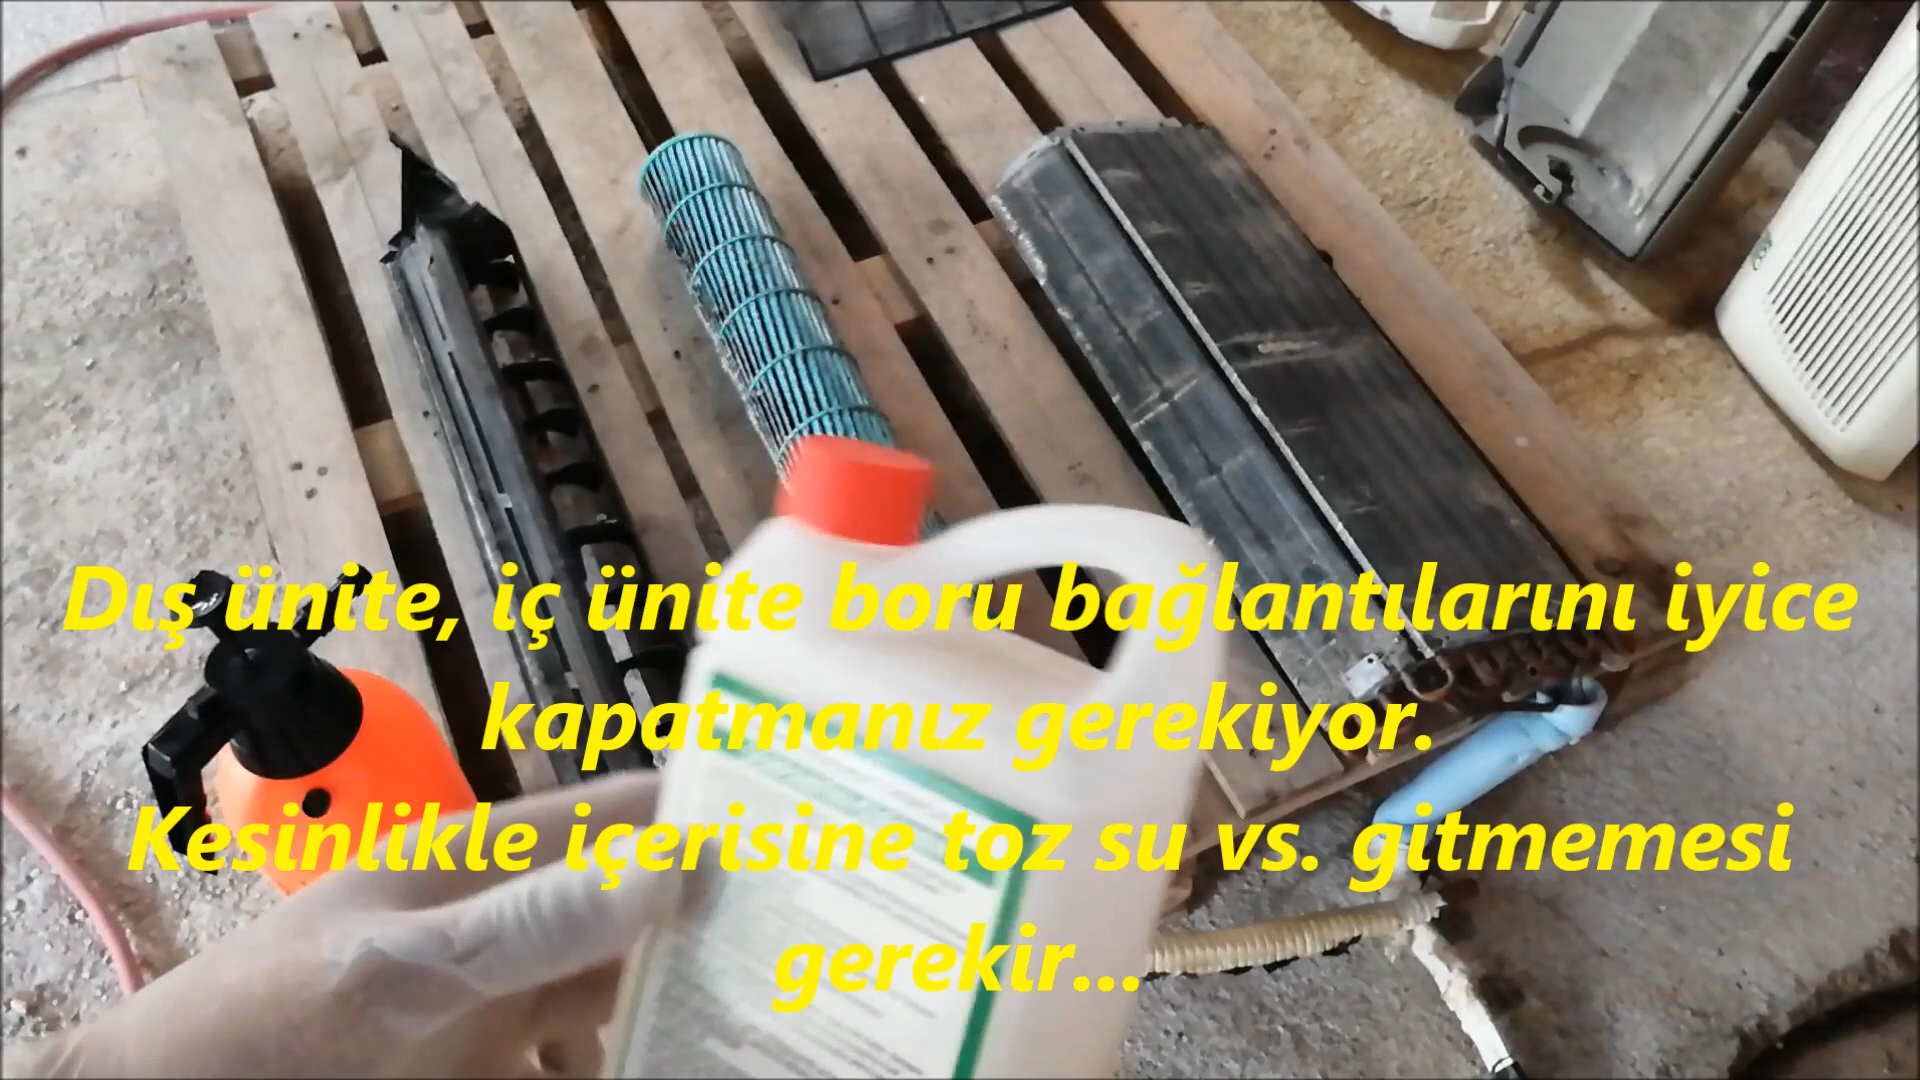 Dış ünite, iç ünite boru bağlantılarını iyice
kapatmanız gerekiyor.
Kesinlikle içerisine toz su vs. gitmemesi
gerekir...